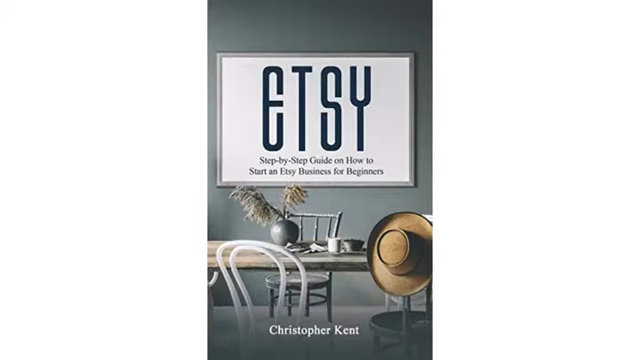 ETSY
Step-by-Step Guide on How to
Start an Etsy Business for Beginners
Christopher Kent